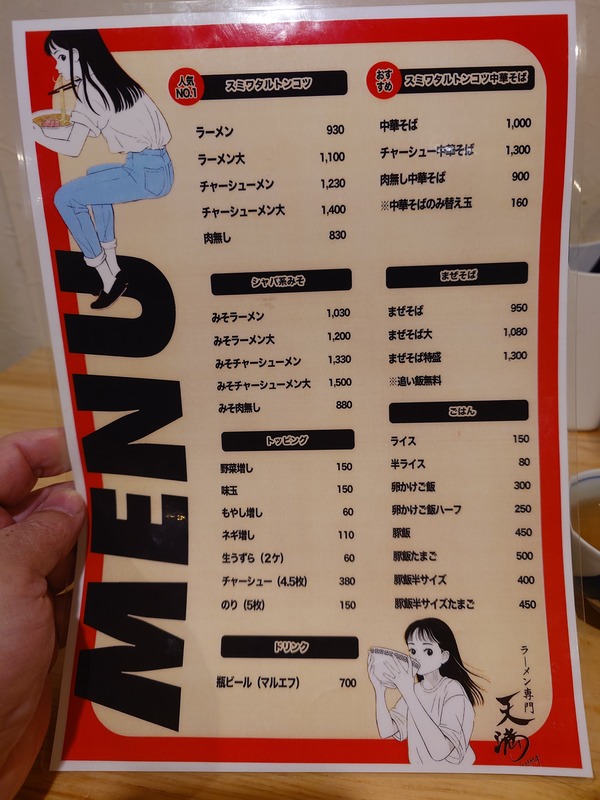 MENU
人気
NO.1
スミワタルトンコツ
ラーメン 930
ラーメン大 1,100
チャーシューメン 1,230
チャーシューメン大 1,400
肉無し 830
おす
すめ
スミワタルトンコツ中華そば
中華そば 1,000
チャーシュー中華そば 1,300
肉無し中華そば 900
※中華そばのみ替え玉 160
シャバ系みそ
みそラーメン 1,030
みそラーメン大 1,200
みそチャーシューメン 1,330
みそチャーシューメン大 1,500
みそ肉無し 880
まぜそば
まぜそば 950
まぜそば大 1,080
まぜそば特盛 1,300
※追い飯無料
トッピング
野菜増し 150
味玉 150
もやし増し 60
ネギ増し 110
生うずら（2ケ） 60
チャーシュー（4.5枚） 380
のり（5枚） 150
ごはん
ライス 150
半ライス 80
卵かけご飯 300
卵かけご飯ハーフ 250
豚飯 450
豚飯たまご 500
豚飯半サイズ 400
豚飯半サイズたまご 450
ドリンク
瓶ビール（マルエフ） 700
ラーメン専門
天満